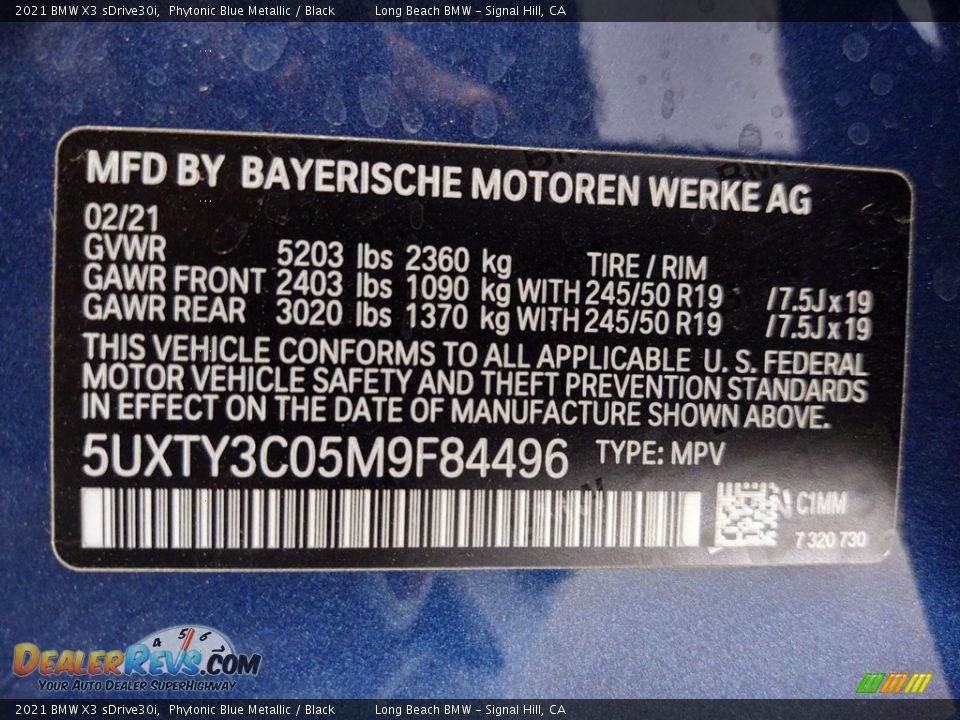 2021 BMW X3 sDrive30i, Phytonic Blue Metallic / Black Long Beach BMW - Signal Hill, CA
MFD BY BAYERISCHE MOTOREN WERKE AG
02/21
GVWR 5203 lbs 2360 kg TIRE / RIM
GAWR FRONT 2403 lbs 1090 kg WITH 245/50 R19 /7.5J x 19
GAWR REAR 3020 lbs 1370 kg WITH 245/50 R19 /7.5J x 19
THIS VEHICLE CONFORMS TO ALL APPLICABLE U. S. FEDERAL
MOTOR VEHICLE SAFETY AND THEFT PREVENTION STANDARDS
IN EFFECT ON THE DATE OF MANUFACTURE SHOWN ABOVE.
5UXTY3C05M9F84496 TYPE: MPV
C1MM
7 320 730
4 5 6
DEALERREVS.COM
YOUR AUTO DEALER SUPERHIGHWAY
2021 BMW X3 sDrive30i, Phytonic Blue Metallic / Black Long Beach BMW - Signal Hill, CA